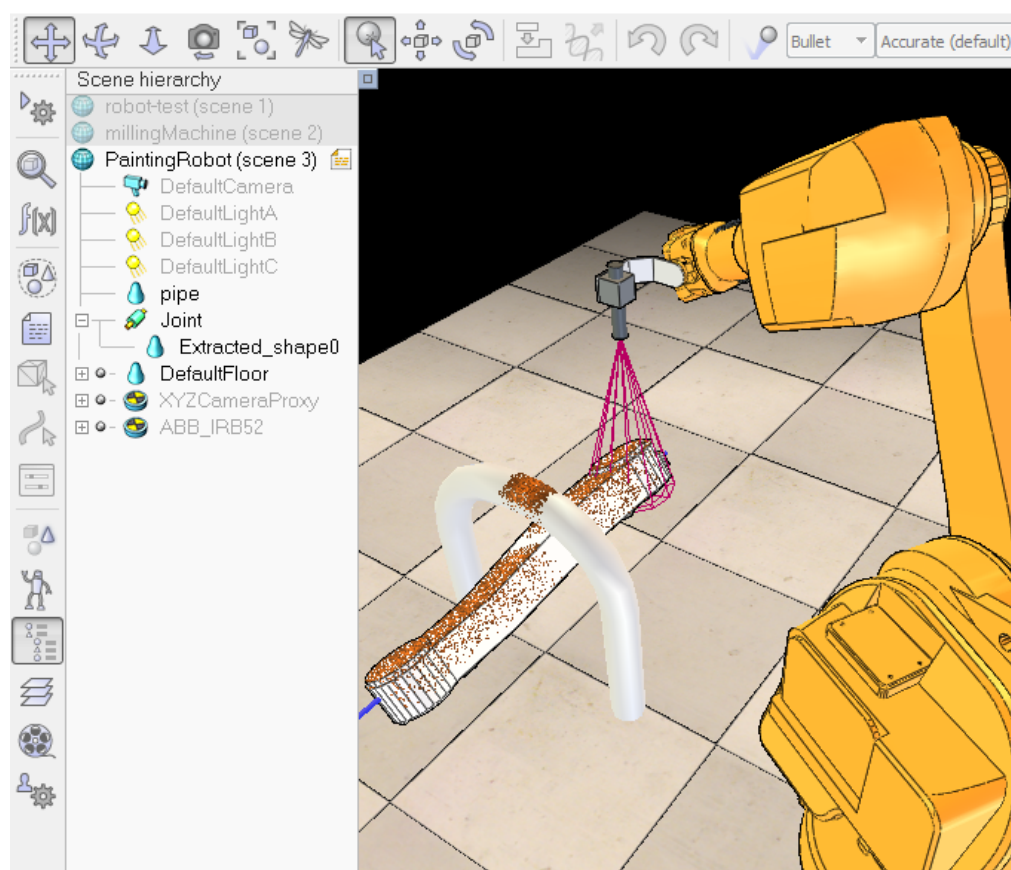 Bullet
Accurate (default)
Scene hierarchy
robot-test (scene 1)
millingMachine (scene 2)
PaintingRobot (scene 3)
DefaultCamera
DefaultLightA
DefaultLightB
DefaultLightC
pipe
Joint
Extracted_shape0
DefaultFloor
XYZCameraProxy
ABB_IRB52
f(x)